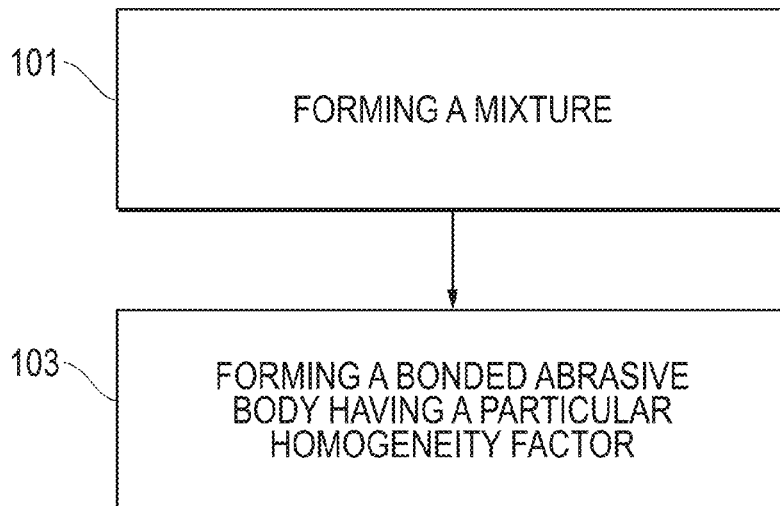 101
FORMING A MIXTURE
103
FORMING A BONDED ABRASIVE
BODY HAVING A PARTICULAR
HOMOGENEITY FACTOR